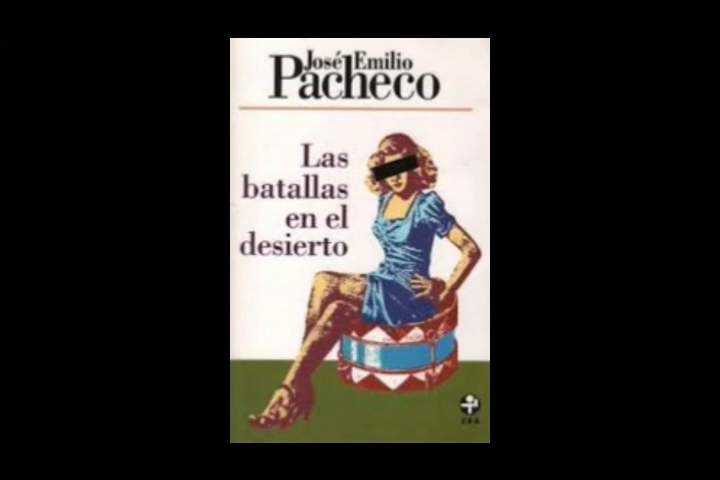 José Emilio
Pacheco
Las
batallas
en el
desierto
ERA